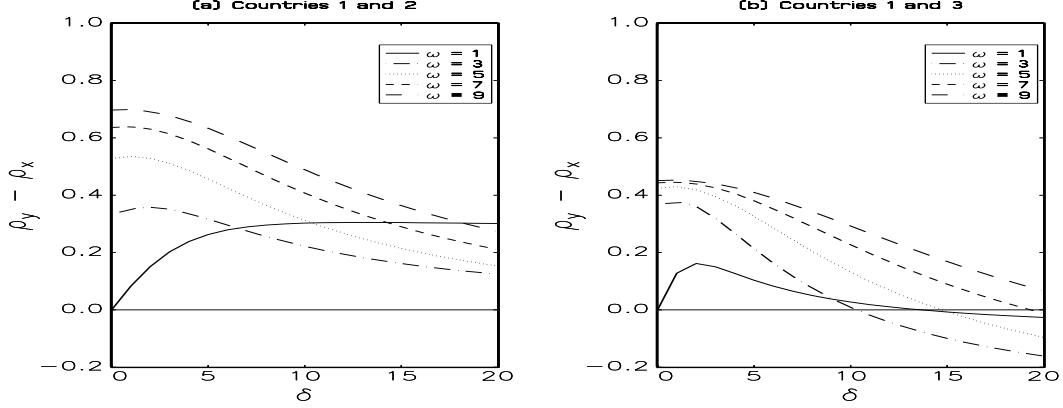 (a) Countries 1 and 2
1.0
0.8
0.6
0.4
0.2
0.0
−0.2
ρy − ρx
ω = 1
ω = 3
ω = 5
ω = 7
ω = 9
0 5 10 15 20
δ
(b) Countries 1 and 3
1.0
0.8
0.6
0.4
0.2
0.0
−0.2
ρy − ρx
ω = 1
ω = 3
ω = 5
ω = 7
ω = 9
0 5 10 15 20
δ